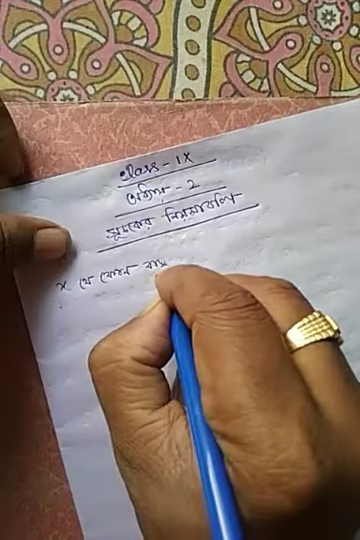 Class - IX
অধ্যায় - 2
সূচকের নিয়মাবলি
x যে কোন বাস্